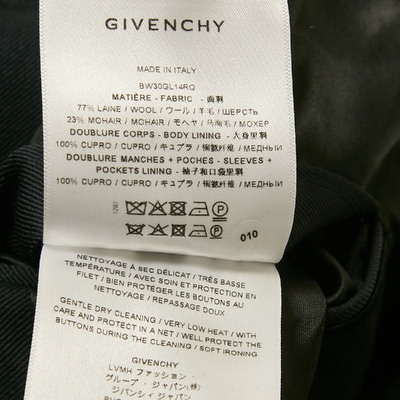 GIVENCHY
MADE IN ITALY
BW30GL14RQ
MATIÈRE - FABRIC - 面料
77% LAINE / WOOL / ウール / 羊毛 / ШЕРСТЬ
23% MOHAIR / MOHAIR / モヘヤ / 马海毛 / МОХЕР
DOUBLURE CORPS - BODY LINING - 大身里料
100% CUPRO / CUPRO / キュプラ / 铜氨纤维 / МЕДНЫЙ
DOUBLURE MANCHES + POCHES - SLEEVES +
POCKETS LINING - 袖子和口袋里料
100% CUPRO / CUPRO / キュプラ / 铜氨纤维 / МЕДНЫЙ
010
NETTOYAGE À SEC DÉLICAT / TRÈS BASSE
TEMPÉRATURE / AVEC SOIN ET PROTECTION EN
FILET / BIEN PROTÉGER LES BOUTONS AU
NETTOYAGE / REPASSAGE DOUX
GENTLE DRY CLEANING / VERY LOW HEAT / WITH
CARE AND PROTECT IN A NET / WELL PROTECT THE
BUTTONS DURING THE CLEANING / SOFT IRONING
GIVENCHY
LVMH ファッション・
グループ・ジャパン(株)
ジバンシィ ジャパン